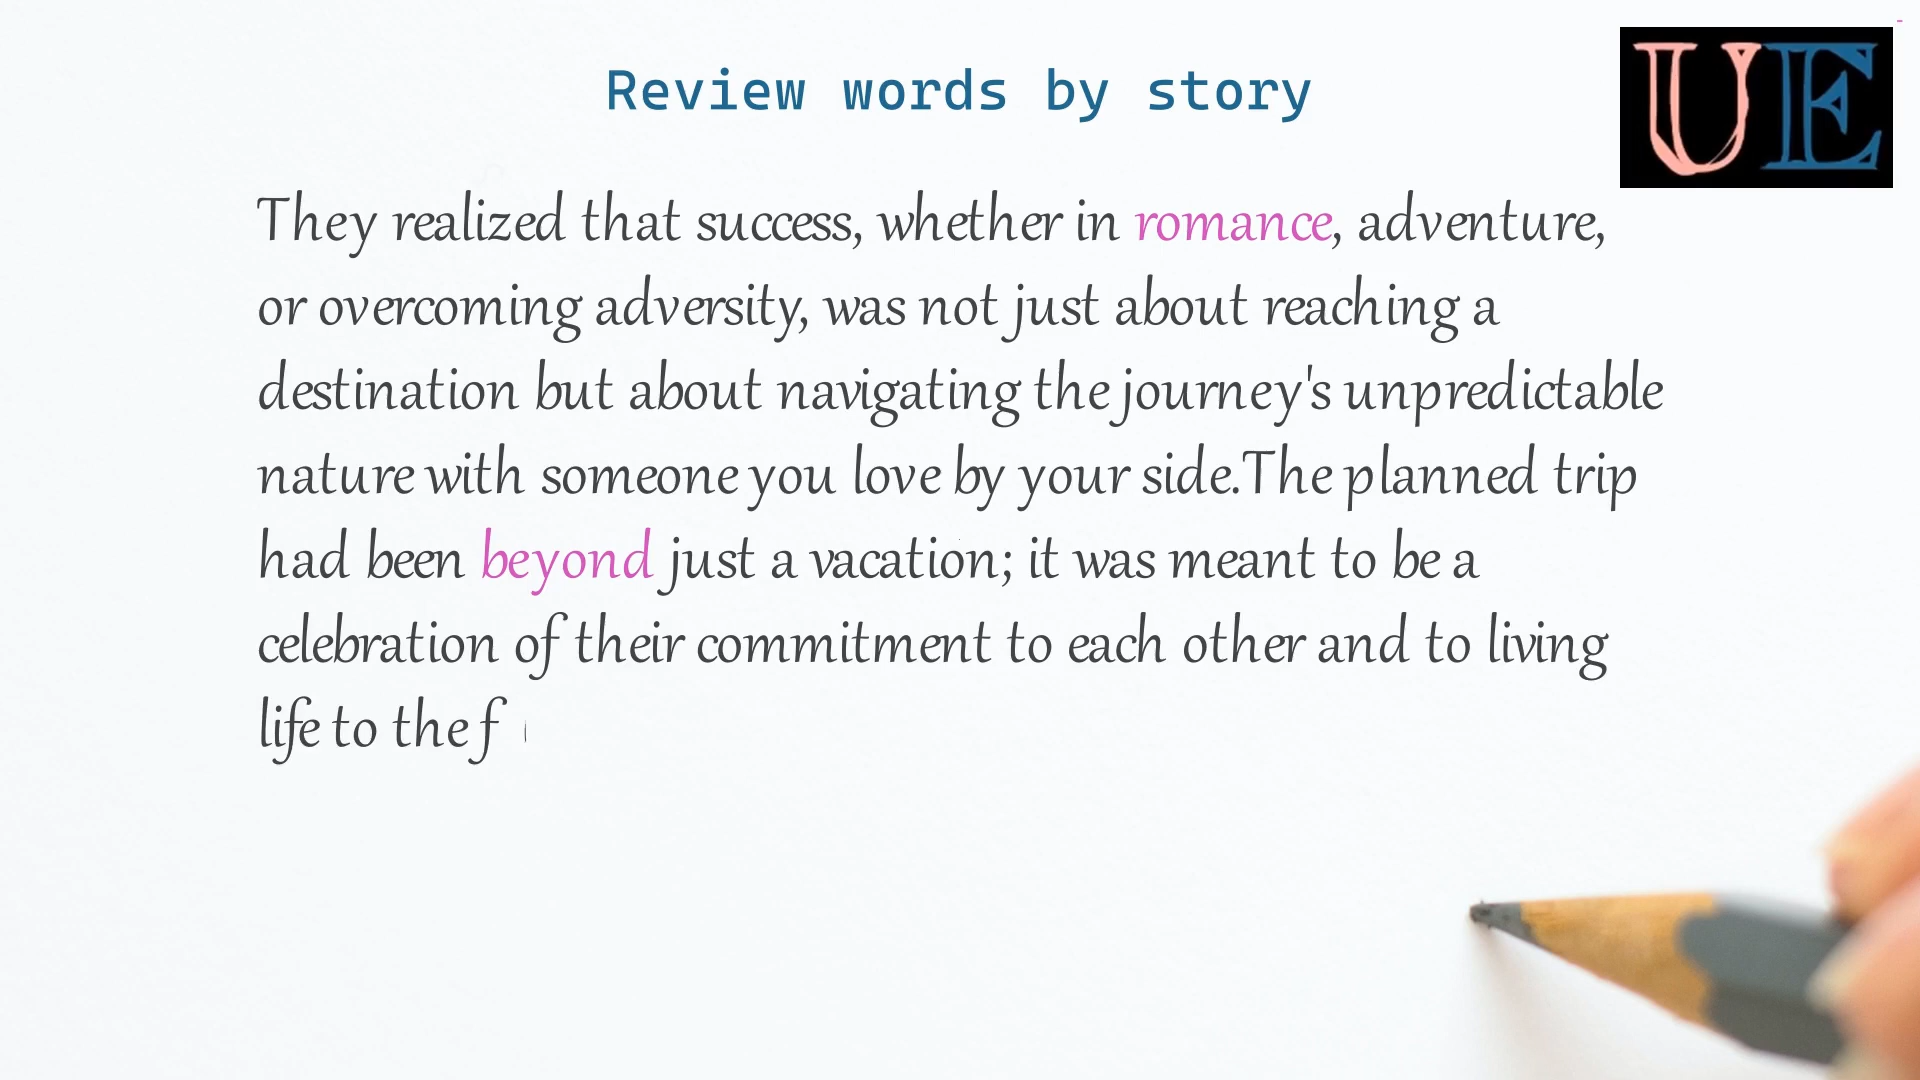 UE
Review words by story
They realized that success, whether in romance, adventure,
or overcoming adversity, was not just about reaching a
destination but about navigating the journey's unpredictable
nature with someone you love by your side.The planned trip
had been beyond just a vacation; it was meant to be a
celebration of their commitment to each other and to living
life to the f